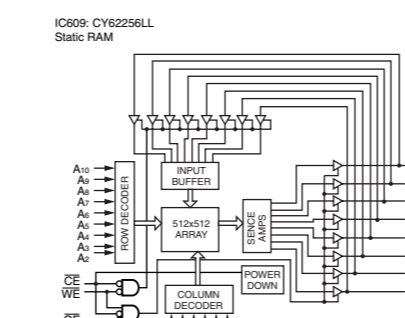 IC609: CY62256LL
Static RAM
A10
A9
A8
A7
A6
A5
A4
A3
A2
ROW DECODER
INPUT
BUFFER
512x512
ARRAY
SENCE
AMPS
POWER
DOWN
COLUMN
DECODER
CE
WE
OE